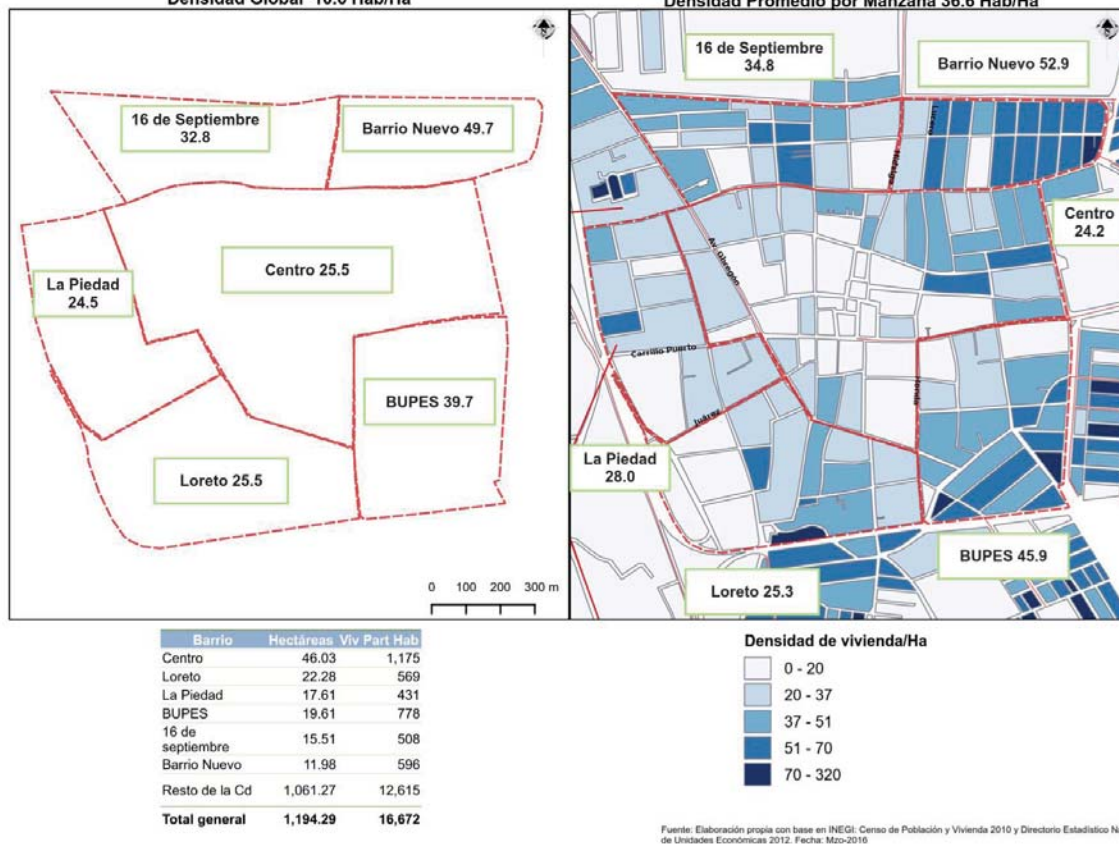 Densidad Promedio por Manzana 36.6 Hab/Ha
16 de Septiembre
32.8
Barrio Nuevo 49.7
La Piedad
24.5
Centro 25.5
BUPES 39.7
Loreto 25.5
0 100 200 300 m
16 de Septiembre
34.8
Barrio Nuevo 52.9
Lucero
Hidalgo
Centro
24.2
Av. Obregón
Carrillo Puerto
Juárez
La Piedad
28.0
BUPES 45.9
Loreto 25.3
Barrio Hectáreas Viv Part Hab
Centro 46.03 1,175
Loreto 22.28 569
La Piedad 17.61 431
BUPES 19.61 778
16 de
septiembre 15.51 508
Barrio Nuevo 11.98 596
Resto de la Cd 1,061.27 12,615
Total general 1,194.29 16,672
Densidad de vivienda/Ha
0 - 20
20 - 37
37 - 51
51 - 70
70 - 320
Fuente: Elaboración propia con base en INEGI: Censo de Población y Vivienda 2010 y Directorio Estadístico
de Unidades Económicas 2012. Fecha: Mzo-2016